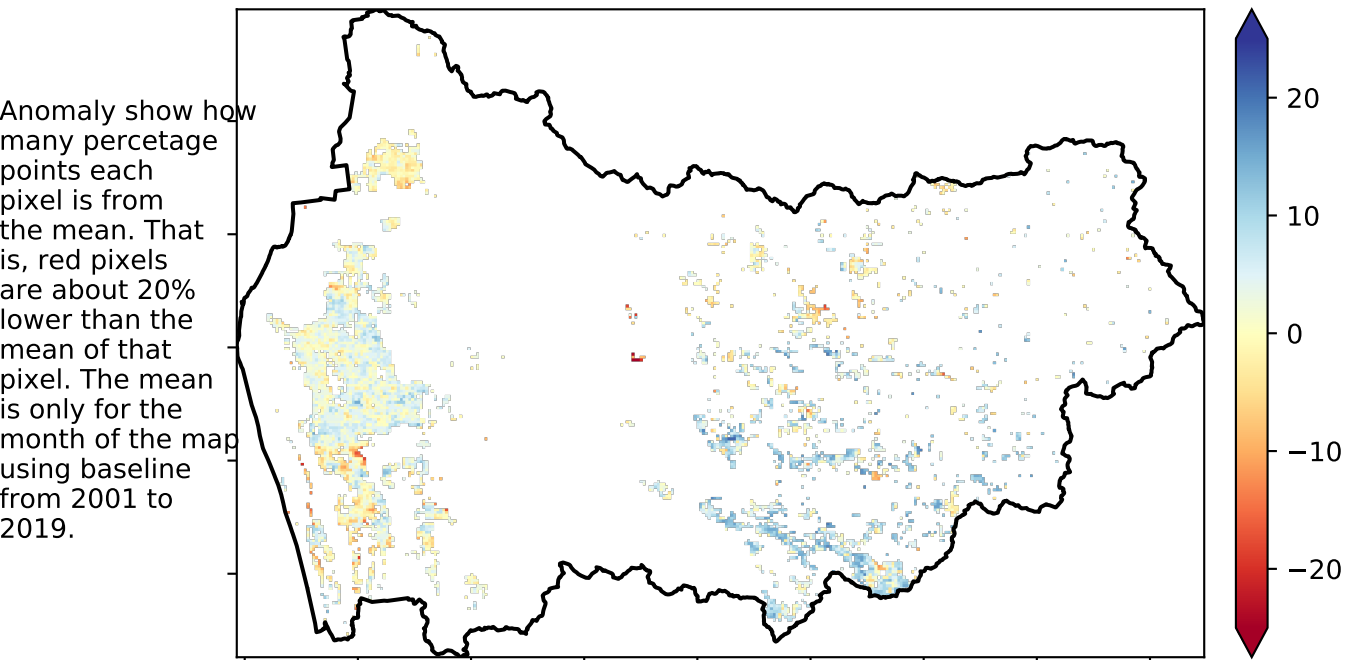 Anomaly show how
many percetage
points each
pixel is from
the mean. That
is, red pixels
are about 20%
lower than the
mean of that
pixel. The mean
is only for the
month of the map
using baseline
from 2001 to
2019.
20
10
0
−10
−20